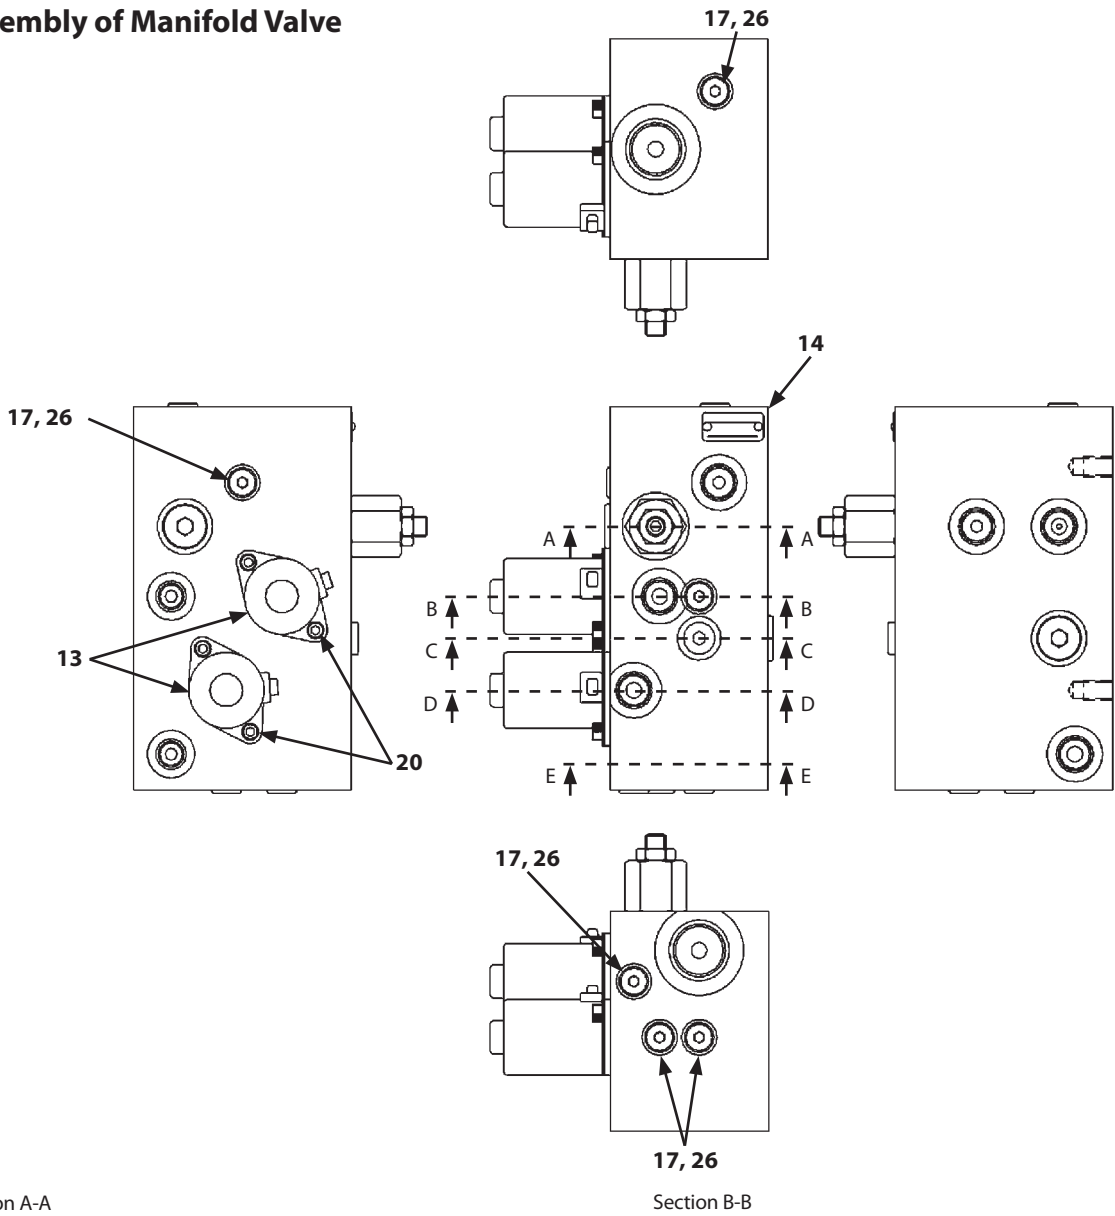 embly of Manifold Valve
17, 26
14
17, 26
A A
B B
C C
13
D D
20
E E
17, 26
17, 26
on A-A
Section B-B